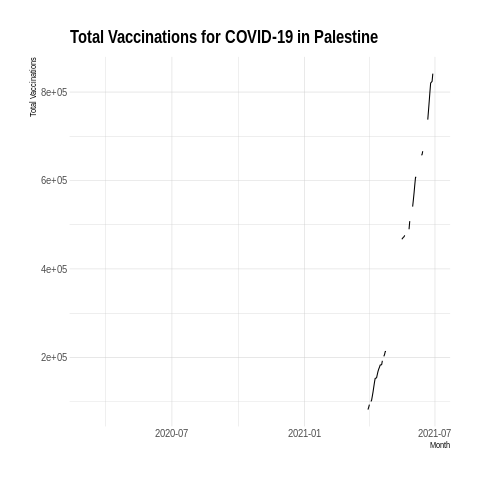 Total Vaccinations for COVID-19 in Palestine
Total Vaccinations
8e+05
6e+05
4e+05
2e+05
2020-07
2021-01
2021-07
Month